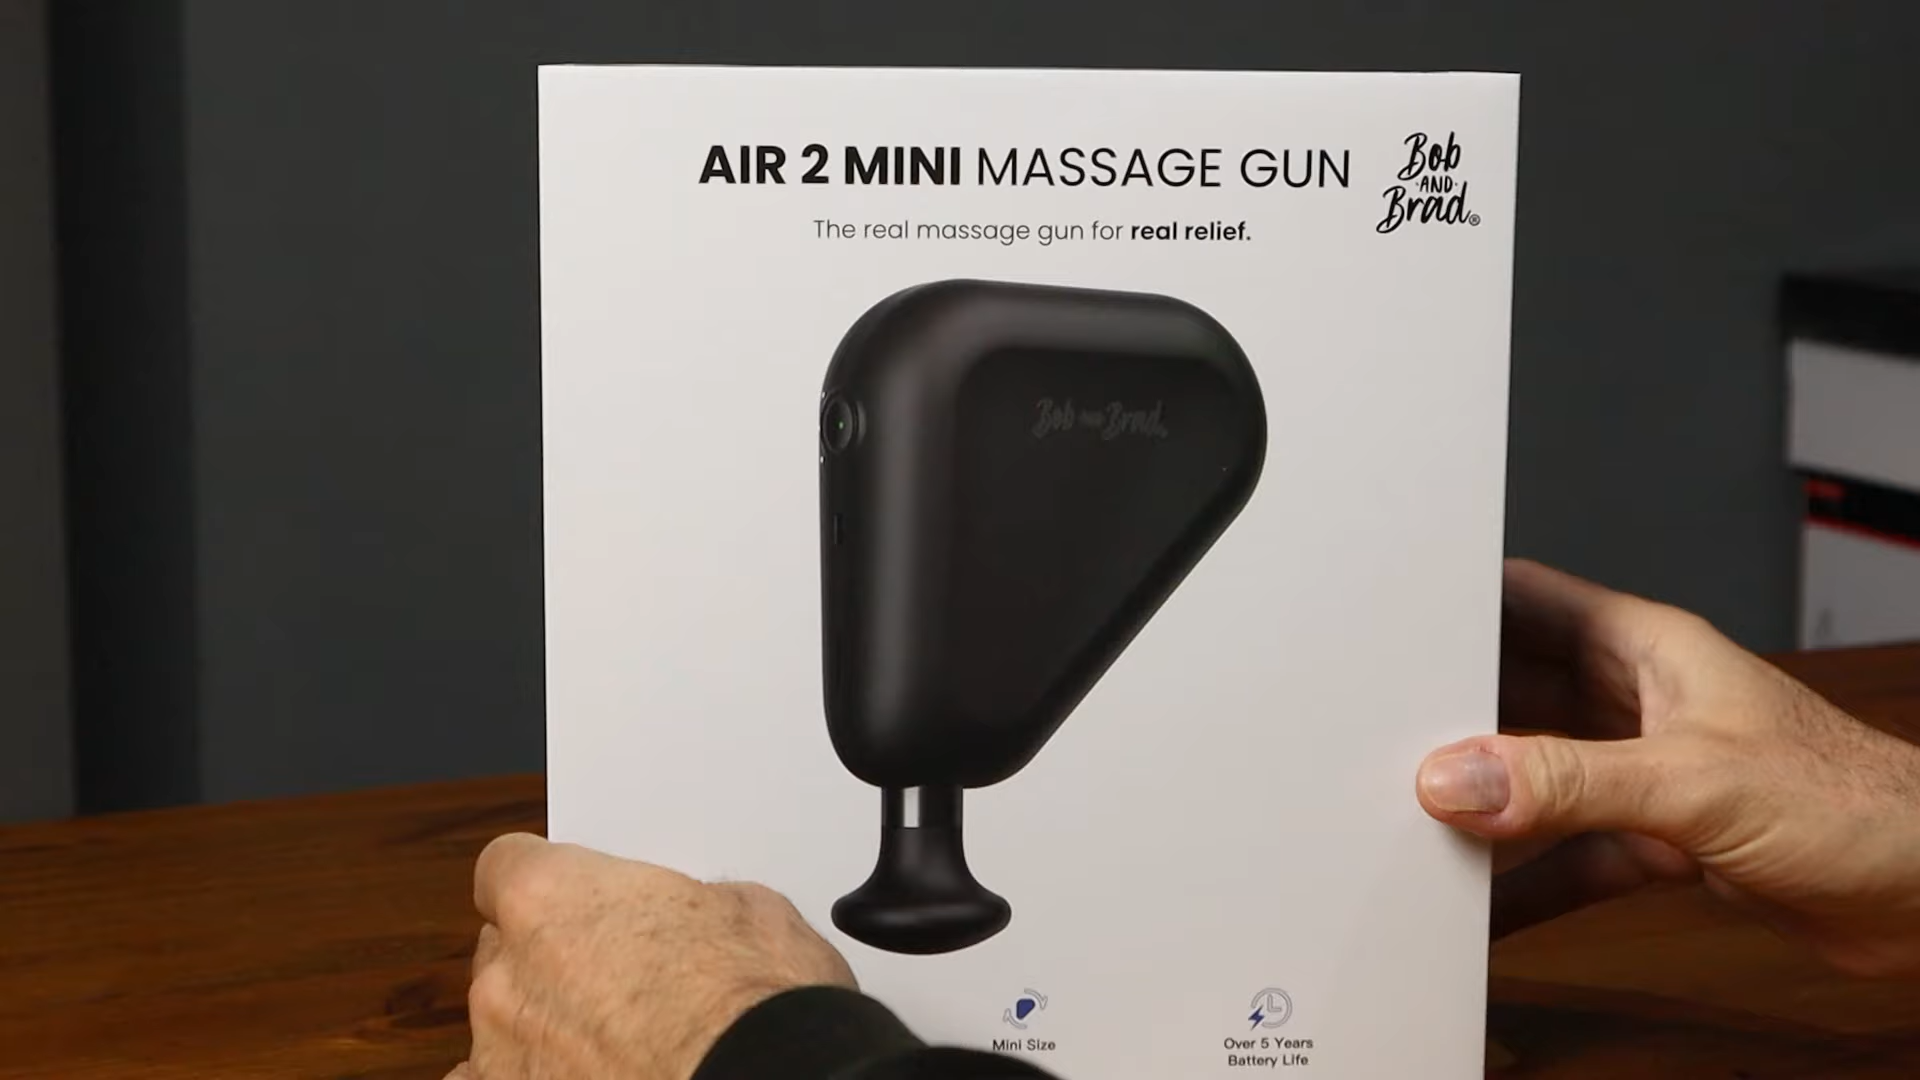 AIR 2 MINI MASSAGE GUN
Bob
AND
Brad®
The real massage gun for real relief.
Bob AND Brad
Mini Size
Over 5 Years
Battery Life